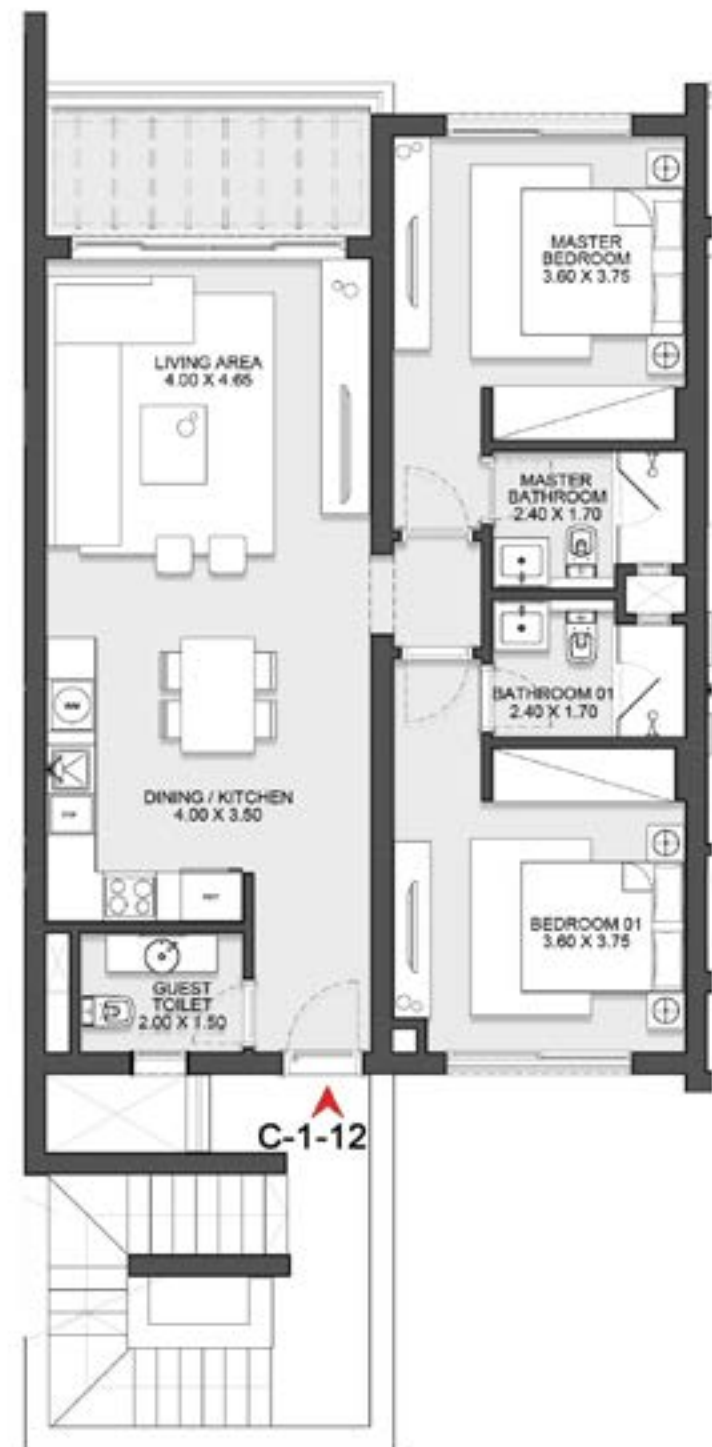 MASTER
BEDROOM
3.60 X 3.75
LIVING AREA
4.00 X 4.65
MASTER
BATHROOM
2.40 X 1.70
BATHROOM 01
2.40 X 1.70
DINING / KITCHEN
4.00 X 3.50
BEDROOM 01
3.60 X 3.75
GUEST
TOILET
2.00 X 1.50
C-1-12